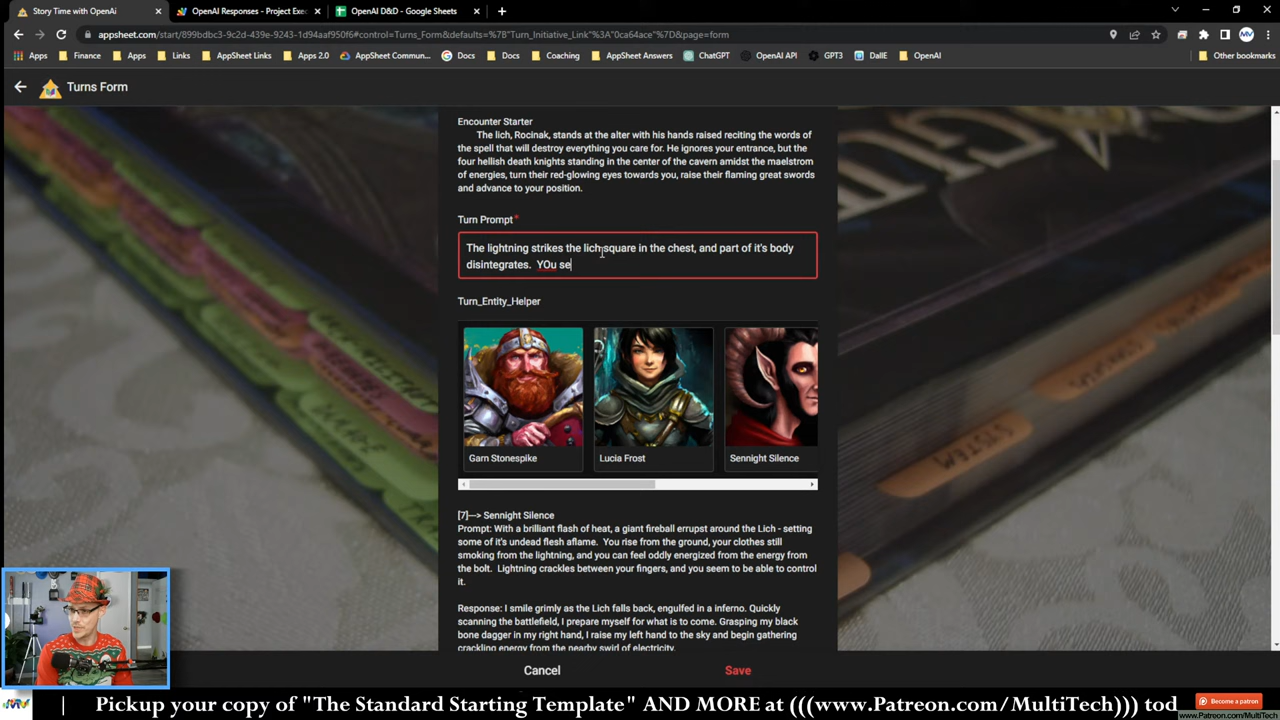 Story Time with OpenAi
OpenAI Responses - Project Exec
OpenAI D&D - Google Sheets
appsheet.com/start/899bdbc3-9c2d-439e-9243-1d94aaf950f6#control=Turns_Form&defaults=%7B"Turn_Initiative_Link"%3A"0ca64ace"%7D&page=form
Apps Finance Apps Links AppSheet Links Apps 2.0 AppSheet Commun... Docs Docs Coaching AppSheet Answers ChatGPT OpenAI API GPT3 DallE OpenAI Other bookmarks
Turns Form
Encounter Starter
The lich, Rocinak, stands at the alter with his hands raised reciting the words of
the spell that will destroy everything you care for. He ignores your entrance, but the
four hellish death knights standing in the center of the cavern amidst the maelstrom
of energies, turn their red-glowing eyes towards you, raise their flaming great swords
and advance to your position.
Turn Prompt*
The lightning strikes the lich square in the chest, and part of it's body
disintegrates. YOu se
Turn_Entity_Helper
Garn Stonespike
Lucia Frost
Sennight Silence
[7]---> Sennight Silence
Prompt: With a brilliant flash of heat, a giant fireball errupst around the Lich - setting
some of it's undead flesh aflame. You rise from the ground, your clothes still
smoking from the lightning, and you can feel oddly energized from the energy from
the bolt. Lightning crackles between your fingers, and you seem to be able to control
it.
Response: I smile grimly as the Lich falls back, engulfed in a inferno. Quickly
scanning the battlefield, I prepare myself for what is to come. Grasping my black
bone dagger in my right hand, I raise my left hand to the sky and begin gathering
crackling energy from the nearby swirl of electricity.
Cancel
Save
Pickup your copy of "The Standard Starting Template" AND MORE at (((www.Patreon.com/MultiTech))) tod
Become a patron
www.Patreon.com/MultiTech